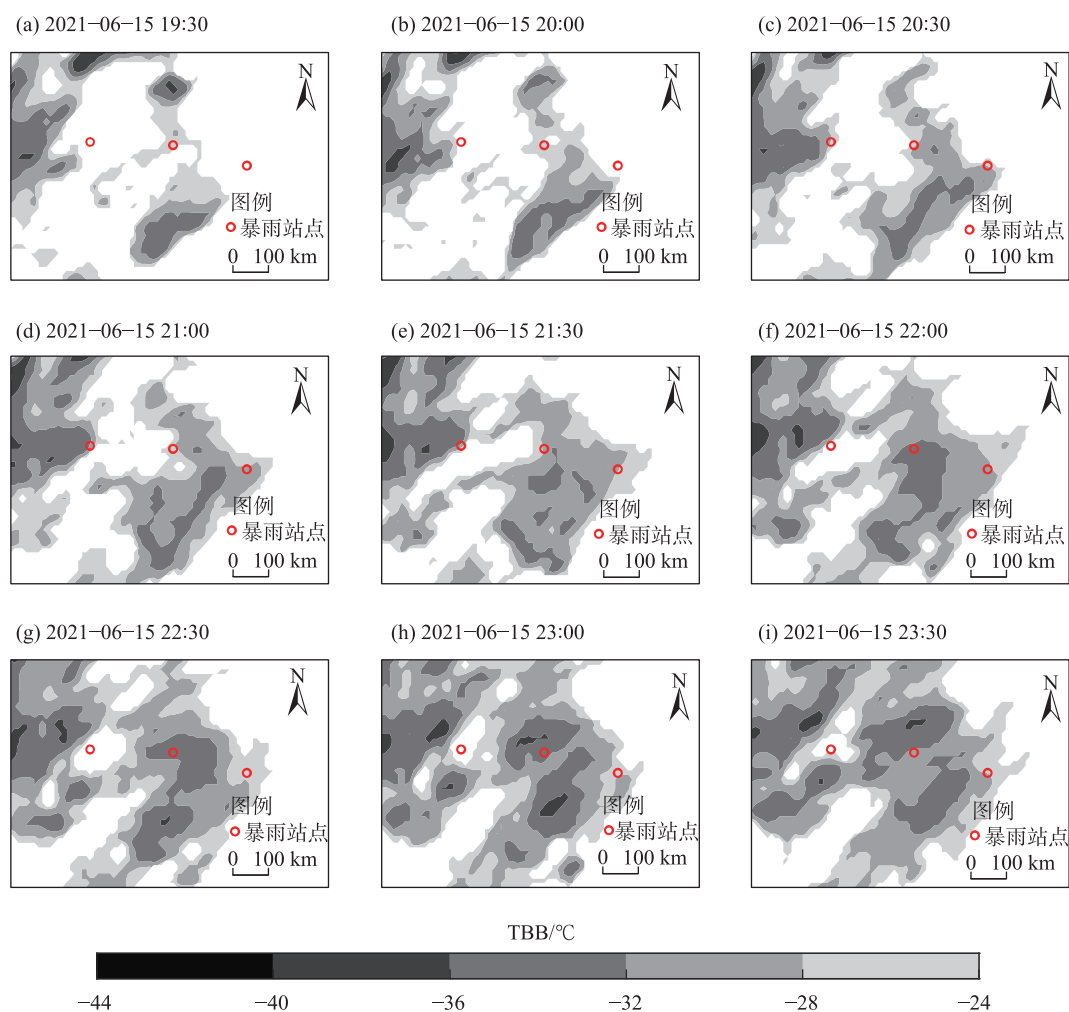 (a) 2021−06−15 19:30
(b) 2021−06−15 20:00
(c) 2021−06−15 20:30
N
N
N
图例
暴雨站点
0 100 km
图例
暴雨站点
0 100 km
图例
暴雨站点
0 100 km
(d) 2021−06−15 21:00
(e) 2021−06−15 21:30
(f) 2021−06−15 22:00
N
N
N
图例
暴雨站点
0 100 km
图例
暴雨站点
0 100 km
图例
暴雨站点
0 100 km
(g) 2021−06−15 22:30
(h) 2021−06−15 23:00
(i) 2021−06−15 23:30
N
N
N
图例
暴雨站点
0 100 km
图例
暴雨站点
0 100 km
图例
暴雨站点
0 100 km
TBB/℃
−44 −40 −36 −32 −28 −24